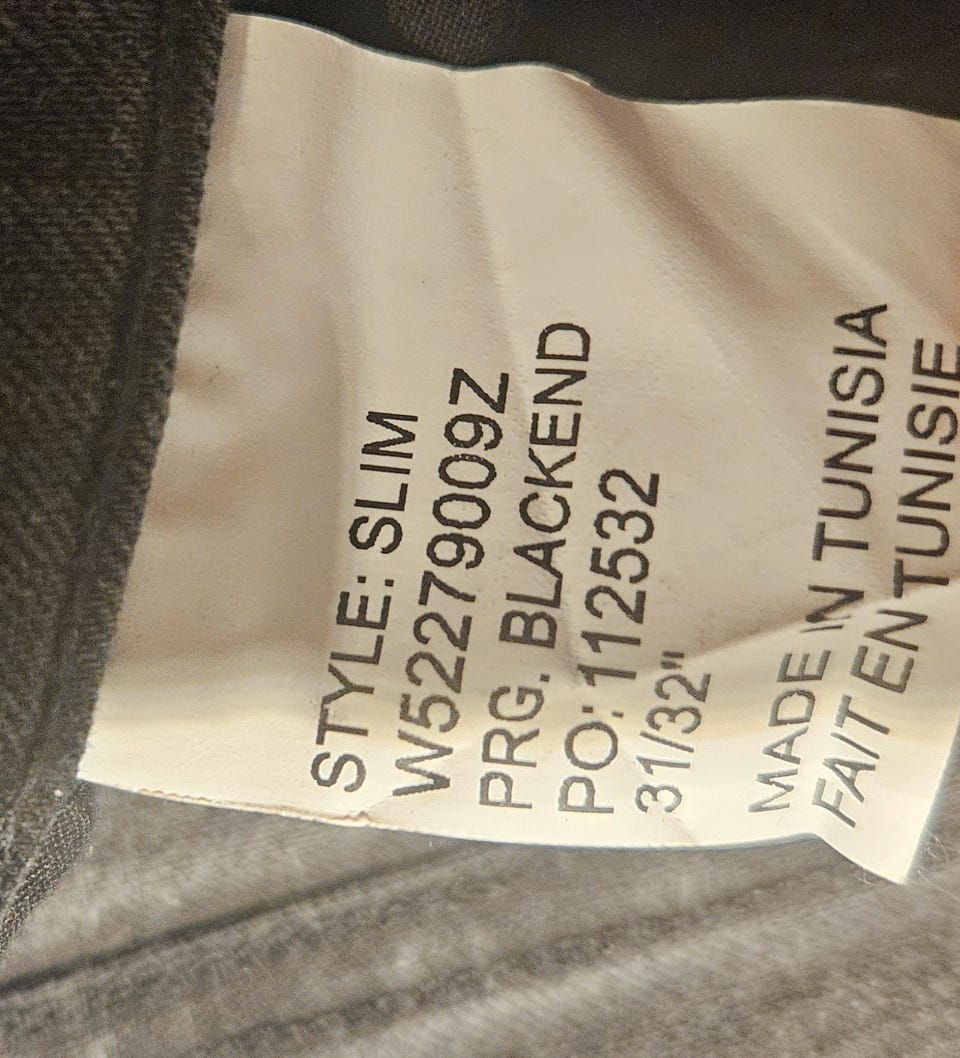 STYLE: SLIM
W52279009Z
PRG. BLACKEND
PO: 112532
31/32"
MADE IN TUNISIA
FAIT EN TUNISIE